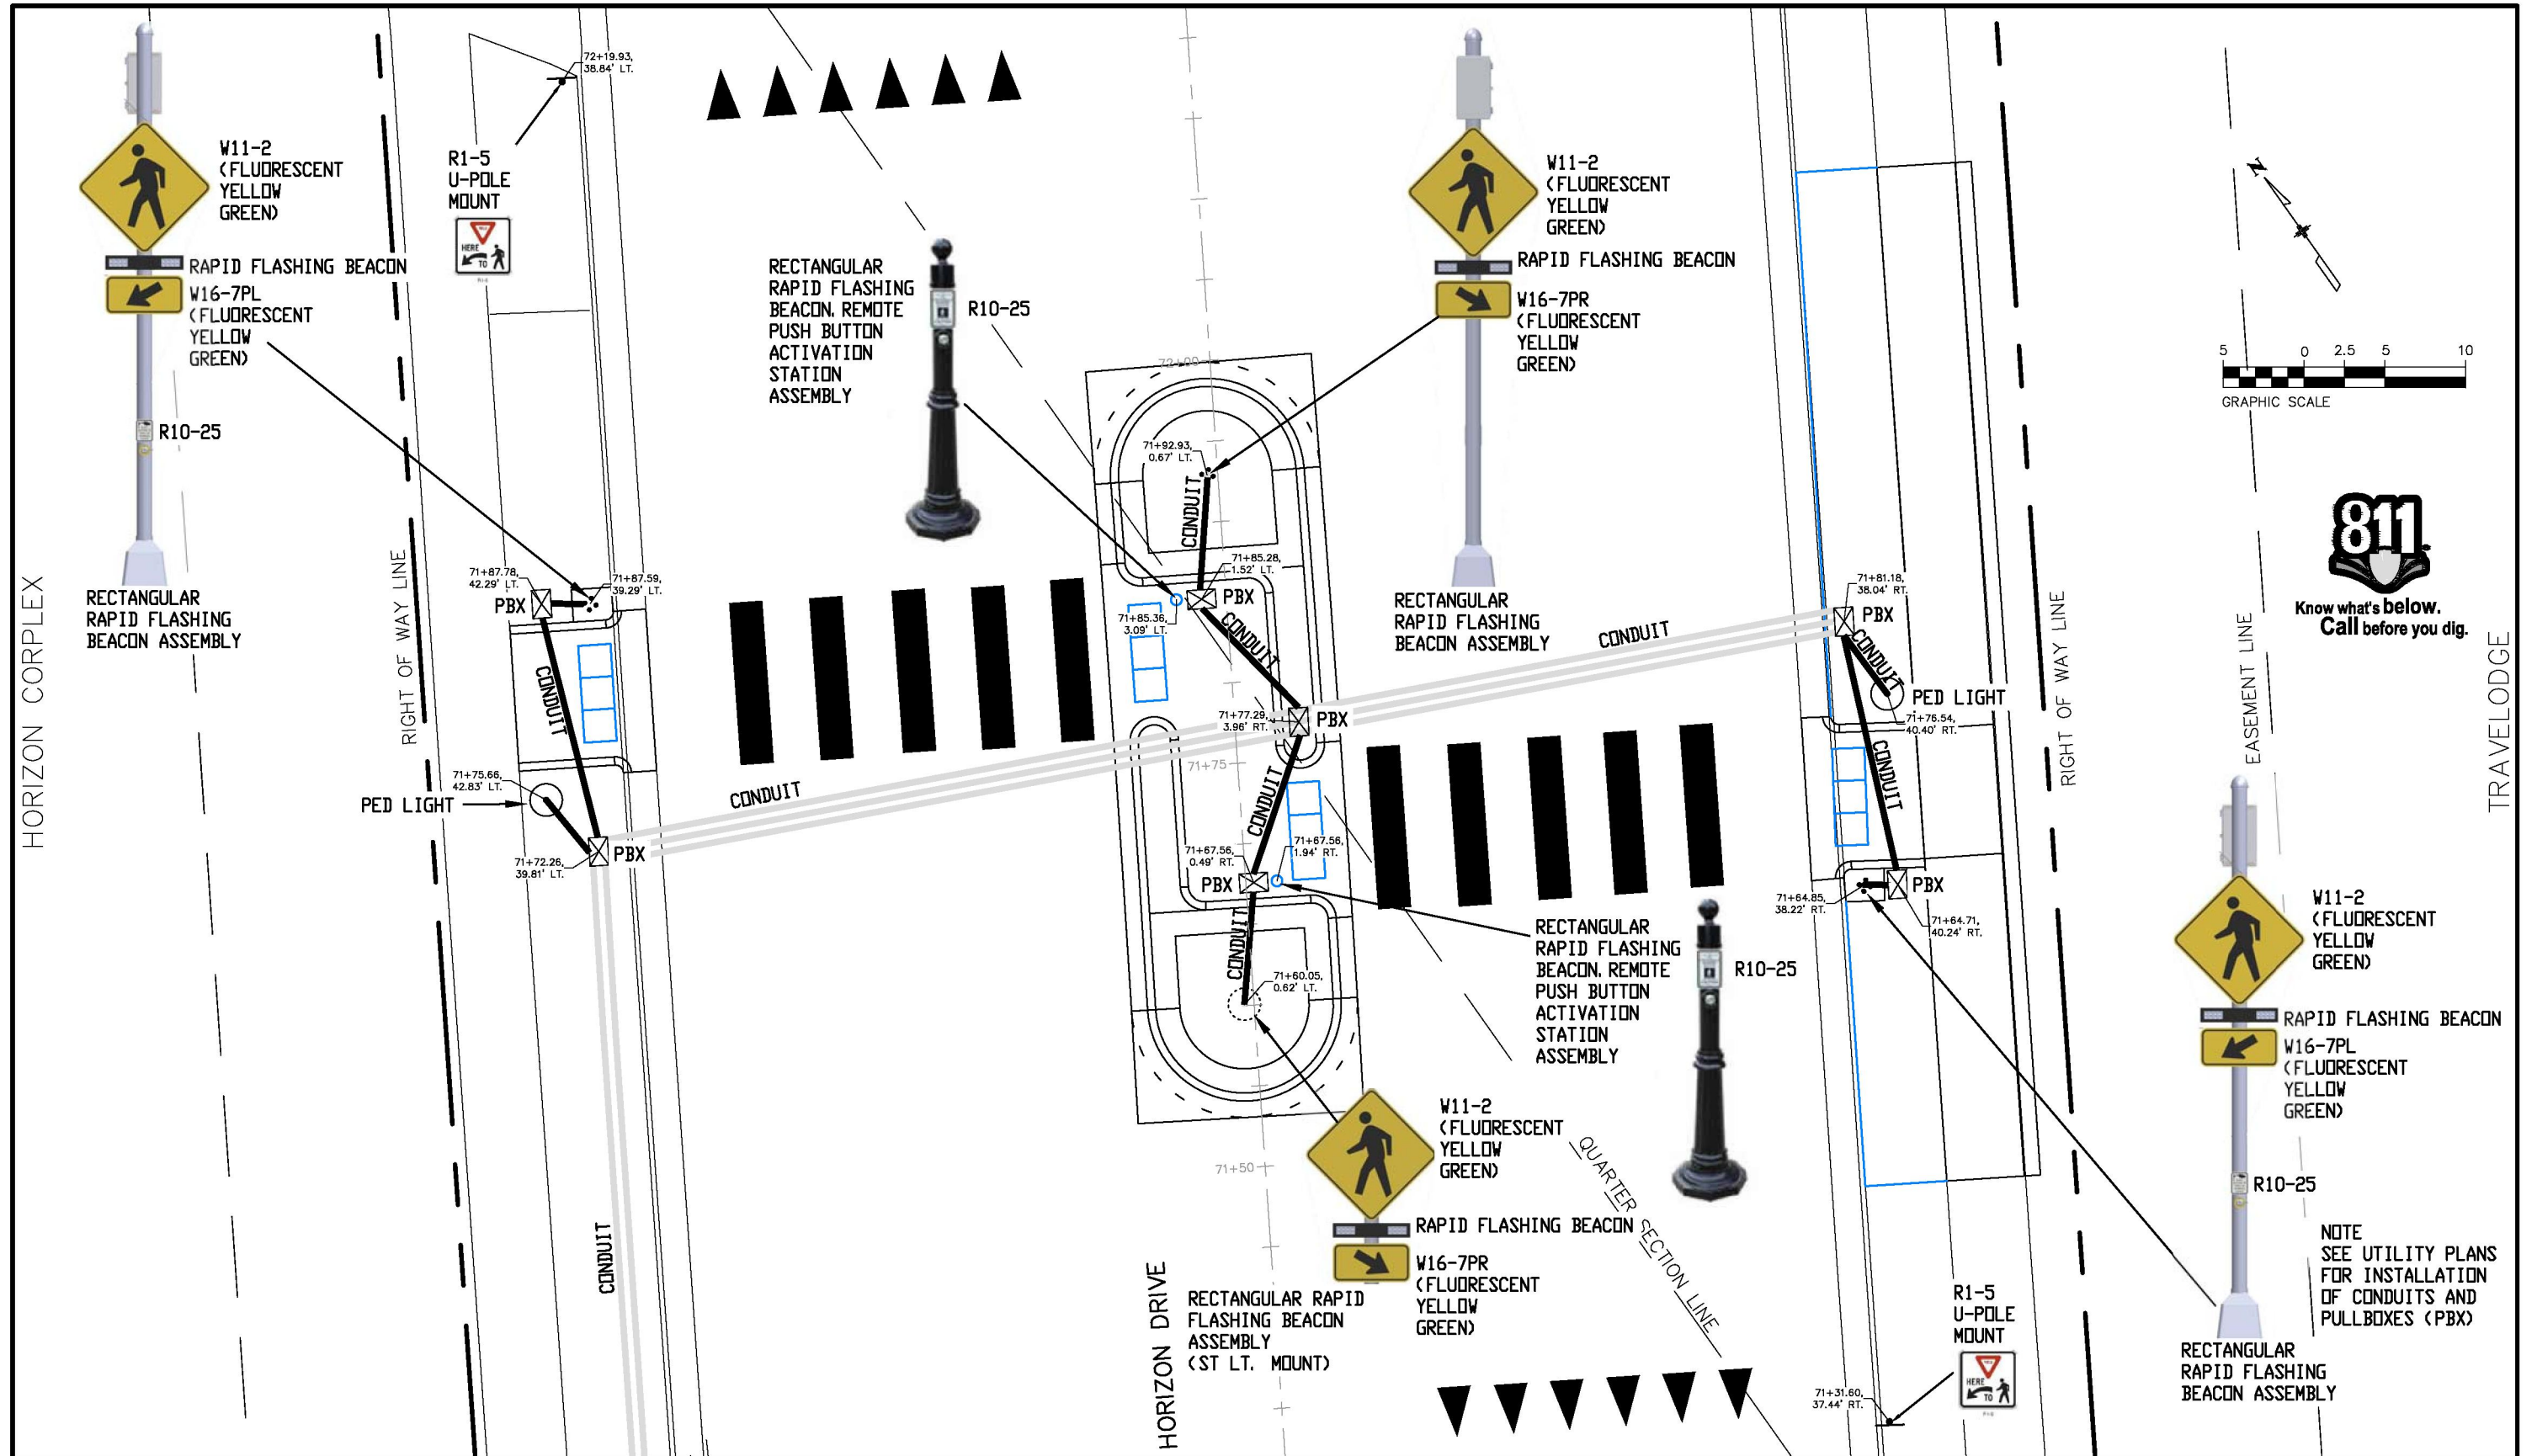 72+19.93,
38.84' LT.
W11-2
(FLUORESCENT
YELLOW
GREEN)
RAPID FLASHING BEACON
W16-7PL
(FLUORESCENT
YELLOW
GREEN)
R10-25
RECTANGULAR
RAPID FLASHING
BEACON ASSEMBLY
HORIZON CORPLEX
R1-5
U-POLE
MOUNT
HERE
TO
RIGHT OF WAY LINE
RECTANGULAR
RAPID FLASHING
BEACON, REMOTE
PUSH BUTTON
ACTIVATION
STATION
ASSEMBLY
R10-25
W11-2
(FLUORESCENT
YELLOW
GREEN)
RAPID FLASHING BEACON
W16-7PR
(FLUORESCENT
YELLOW
GREEN)
RECTANGULAR
RAPID FLASHING
BEACON ASSEMBLY
N
5 0 2.5 5 10
GRAPHIC SCALE
811
Know what's below.
Call before you dig.
72+00
71+92.93,
0.67' LT.
CONDUIT
71+85.28,
1.52' LT.
PBX
71+85.36,
3.09' LT.
CONDUIT
71+87.78,
42.29' LT.
PBX
71+87.59,
39.29' LT.
CONDUIT
71+75.66,
42.83' LT.
PED LIGHT
71+72.26,
39.81' LT.
PBX
CONDUIT
CONDUIT
71+77.29,
3.96' RT.
PBX
71+75
CONDUIT
CONDUIT
71+67.56,
0.49' RT.
PBX
71+67.56,
1.94' RT.
CONDUIT
71+60.05,
0.62' LT.
71+81.18,
38.04' RT.
PBX
CONDUIT
PED LIGHT
71+76.54,
40.40' RT.
CONDUIT
71+64.85,
38.22' RT.
PBX
71+64.71,
40.24' RT.
RIGHT OF WAY LINE
EASEMENT LINE
TRAVELODGE
RECTANGULAR
RAPID FLASHING
BEACON, REMOTE
PUSH BUTTON
ACTIVATION
STATION
ASSEMBLY
R10-25
W11-2
(FLUORESCENT
YELLOW
GREEN)
RAPID FLASHING BEACON
W16-7PL
(FLUORESCENT
YELLOW
GREEN)
R10-25
RECTANGULAR
RAPID FLASHING
BEACON ASSEMBLY
NOTE
SEE UTILITY PLANS
FOR INSTALLATION
OF CONDUITS AND
PULLBOXES (PBX)
71+50
W11-2
(FLUORESCENT
YELLOW
GREEN)
RAPID FLASHING BEACON
W16-7PR
(FLUORESCENT
YELLOW
GREEN)
RECTANGULAR RAPID
FLASHING BEACON
ASSEMBLY
(ST LT. MOUNT)
HORIZON DRIVE
QUARTER SECTION LINE
R1-5
U-POLE
MOUNT
HERE
TO
71+31.60,
37.44' RT.